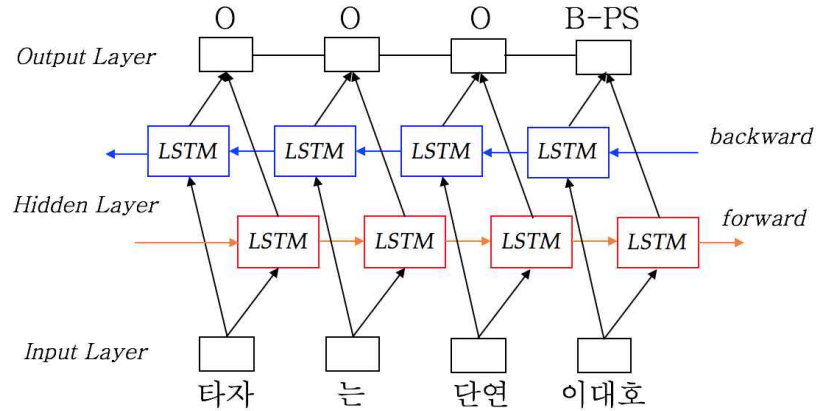 O O O B-PS
Output Layer
LSTM LSTM LSTM LSTM backward
Hidden Layer
LSTM LSTM LSTM LSTM forward
Input Layer
타자 는 단연 이대호